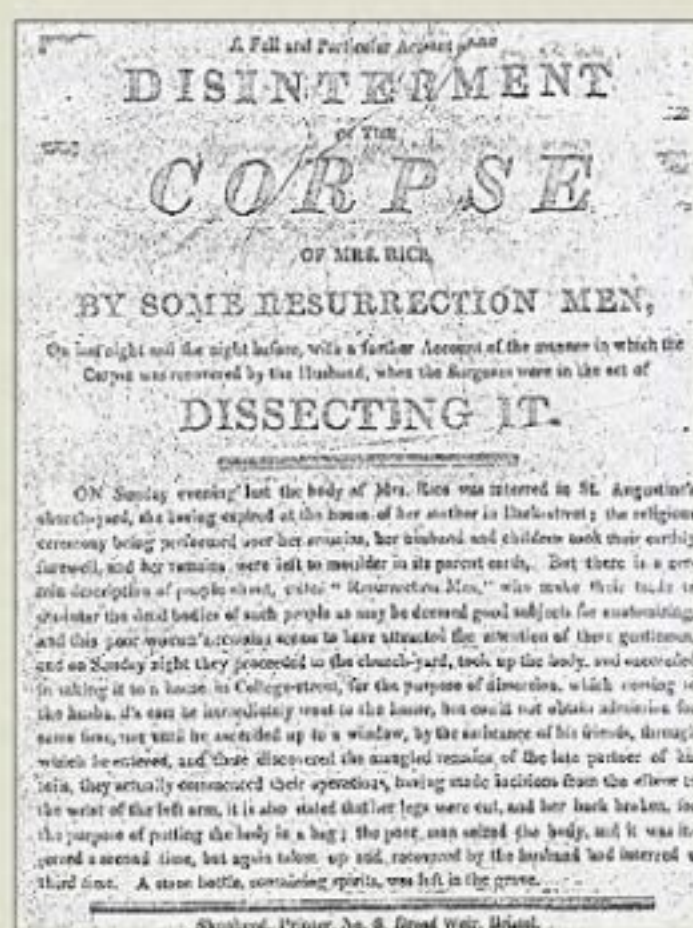 A Full and Particular Account
DISINTERMENT
OF THE
CORPSE
OF MRS. RICE,
BY SOME RESURRECTION MEN,
On last night and the night before, with a further Account of the manner in which the
Corpse was recovered by the Husband, when the Surgeons were in the act of
DISSECTING IT.
ON Sunday evening last the body of Mrs. Rice was interred in St. Augustine's
church-yard, she having expired at the house of her mother in ; the religious
ceremony being performed over her remains, her husband and children took their earthly
farewell, and her remains were left to moulder in its parent earth. But there is a
description of people about, called " Resurrection Men," who make their trade
disinter the dead bodies of such people as may be deemed good subjects for anatomizing,
and this poor woman's remains seems to have attracted the attention of these gentlemen,
and on Sunday night they proceeded to the church-yard, took up the body, and succeeded
in taking it to a house in College-street, for the purpose of dissection, which coming
the husband's ears he immediately went to the house, but could not obtain admission for
some time, not until he ascended up to a window, by the assistance of his friends, through
which he entered, and there discovered the mangled remains of the late partner of his
they actually commenced their operations, having made incisions from the elbow
the wrist of the left arm, it is also stated that her legs were cut, and her back broken, for
the purpose of putting the body in a bag ; the poor man seized the body, and it was
a second time, but again taken up and recovered by the husband and interred
third time. A stone bottle, containing spirits, was left in the grave.
Shepherd, Printer No. 6, Broad Weir, Bristol.